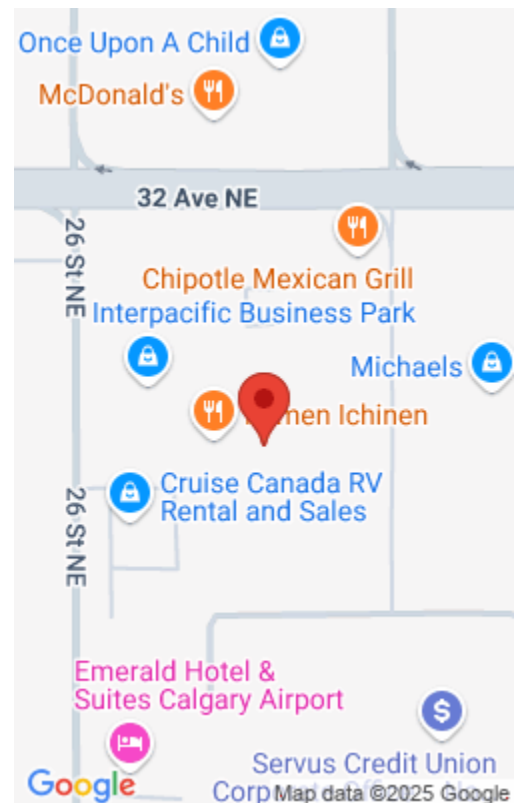 Once Upon A Child
McDonald's
32 Ave NE
26 St NE
Chipotle Mexican Grill
Interpacific Business Park
Michaels
Ichinen
Cruise Canada RV
Rental and Sales
26 St NE
Emerald Hotel &
Suites Calgary Airport
Servus Credit Union
Google
Map data ©2025 Google